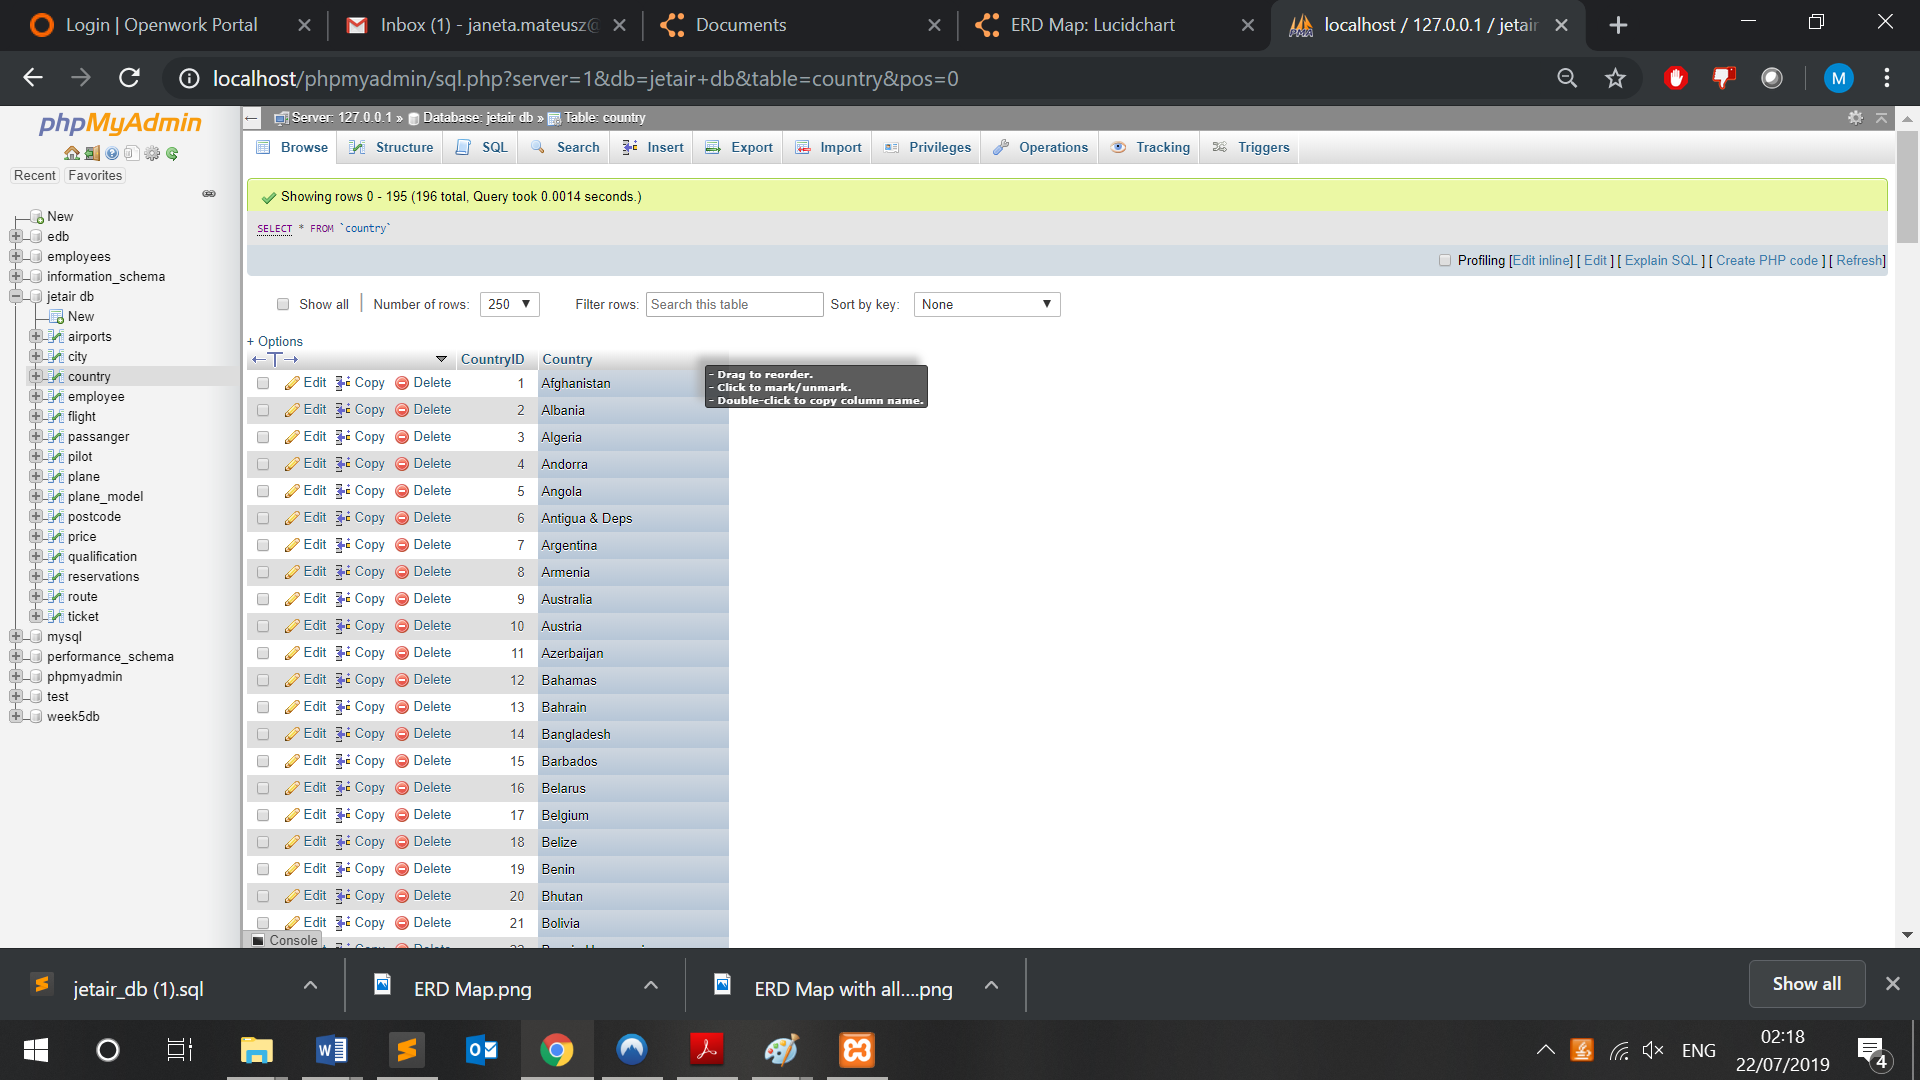 Login | Openwork Portal
Inbox (1) - janeta.mateusz@
Documents
ERD Map: Lucidchart
localhost / 127.0.0.1 / jetair
localhost/phpmyadmin/sql.php?server=1&db=jetair+db&table=country&pos=0
M
phpMyAdmin
Recent Favorites
New
edb
employees
information_schema
jetair db
New
airports
city
country
employee
flight
passanger
pilot
plane
plane_model
postcode
price
qualification
reservations
route
ticket
mysql
performance_schema
phpmyadmin
test
week5db
Server: 127.0.0.1 » Database: jetair db » Table: country
Browse Structure SQL Search Insert Export Import Privileges Operations Tracking Triggers
Showing rows 0 - 195 (196 total, Query took 0.0014 seconds.)
SELECT * FROM `country`
Profiling [Edit inline] [ Edit ] [ Explain SQL ] [ Create PHP code ] [ Refresh]
Show all | Number of rows: 250 Filter rows: Search this table Sort by key: None
+ Options
←T→ CountryID Country
- Drag to reorder.
- Click to mark/unmark.
- Double-click to copy column name.
Edit Copy Delete 1 Afghanistan
Edit Copy Delete 2 Albania
Edit Copy Delete 3 Algeria
Edit Copy Delete 4 Andorra
Edit Copy Delete 5 Angola
Edit Copy Delete 6 Antigua & Deps
Edit Copy Delete 7 Argentina
Edit Copy Delete 8 Armenia
Edit Copy Delete 9 Australia
Edit Copy Delete 10 Austria
Edit Copy Delete 11 Azerbaijan
Edit Copy Delete 12 Bahamas
Edit Copy Delete 13 Bahrain
Edit Copy Delete 14 Bangladesh
Edit Copy Delete 15 Barbados
Edit Copy Delete 16 Belarus
Edit Copy Delete 17 Belgium
Edit Copy Delete 18 Belize
Edit Copy Delete 19 Benin
Edit Copy Delete 20 Bhutan
Edit Copy Delete 21 Bolivia
Console
jetair_db (1).sql
ERD Map.png
ERD Map with all....png
Show all
ENG
02:18
22/07/2019
4